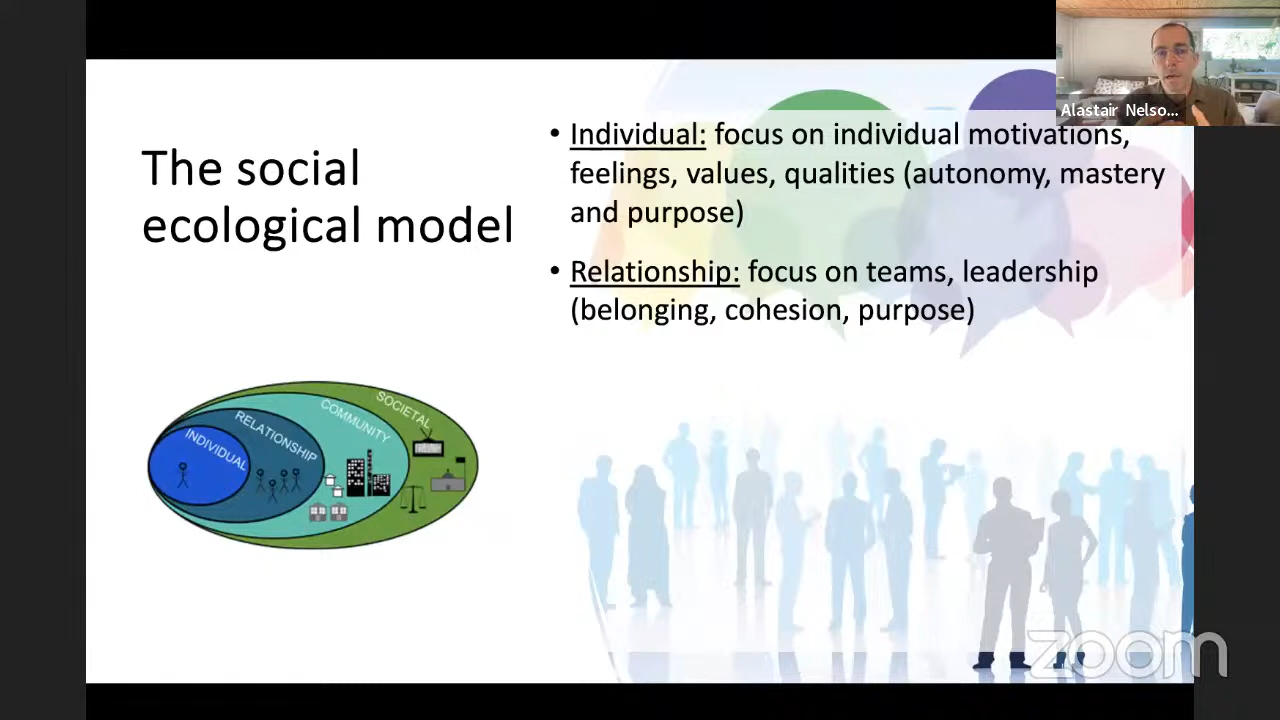 Alastair Nelso...
The social
ecological model
• Individual: focus on individual motivations,
feelings, values, qualities (autonomy, mastery
and purpose)
• Relationship: focus on teams, leadership
(belonging, cohesion, purpose)
INDIVIDUAL
RELATIONSHIP
COMMUNITY
SOCIETAL
zoom